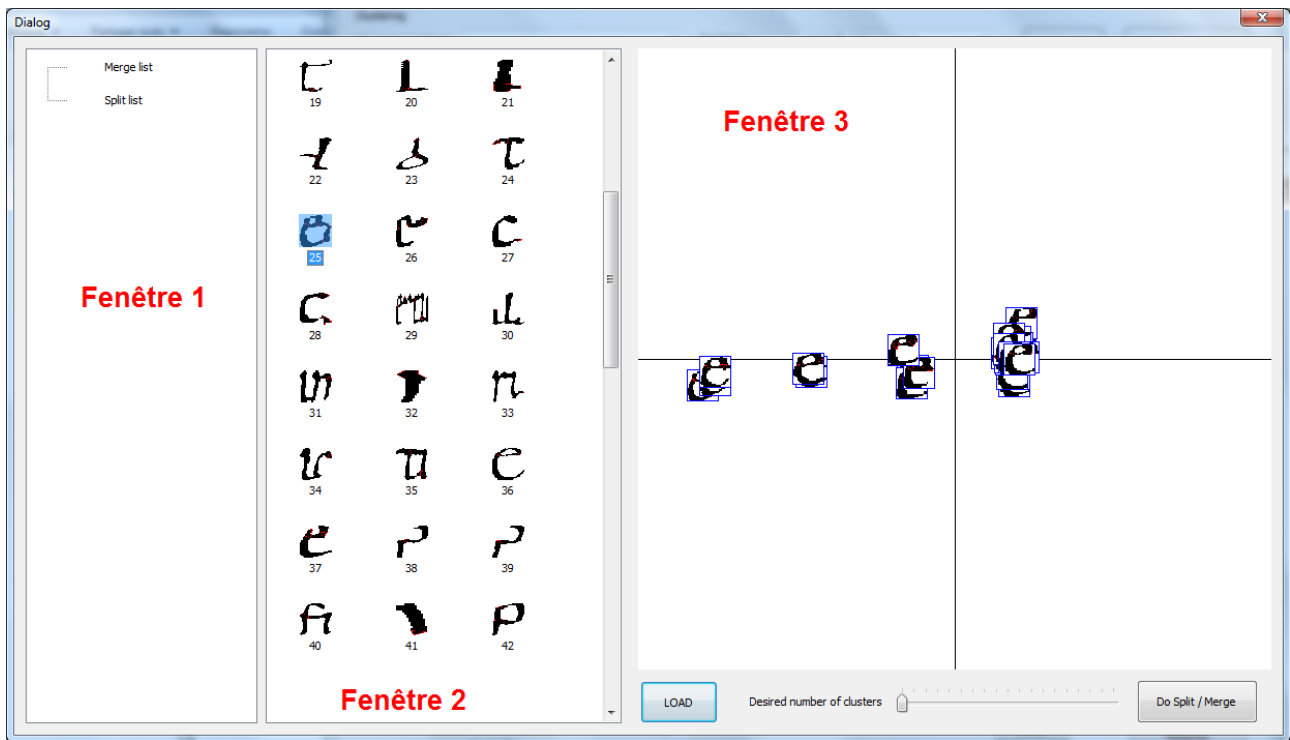 Dialog
Merge list
Split list
Fenêtre 1
19 20 21
22 23 24
25 26 27
28 29 30
31 32 33
34 35 36
37 38 39
40 41 42
Fenêtre 2
Fenêtre 3
LOAD
Desired number of clusters
Do Split / Merge